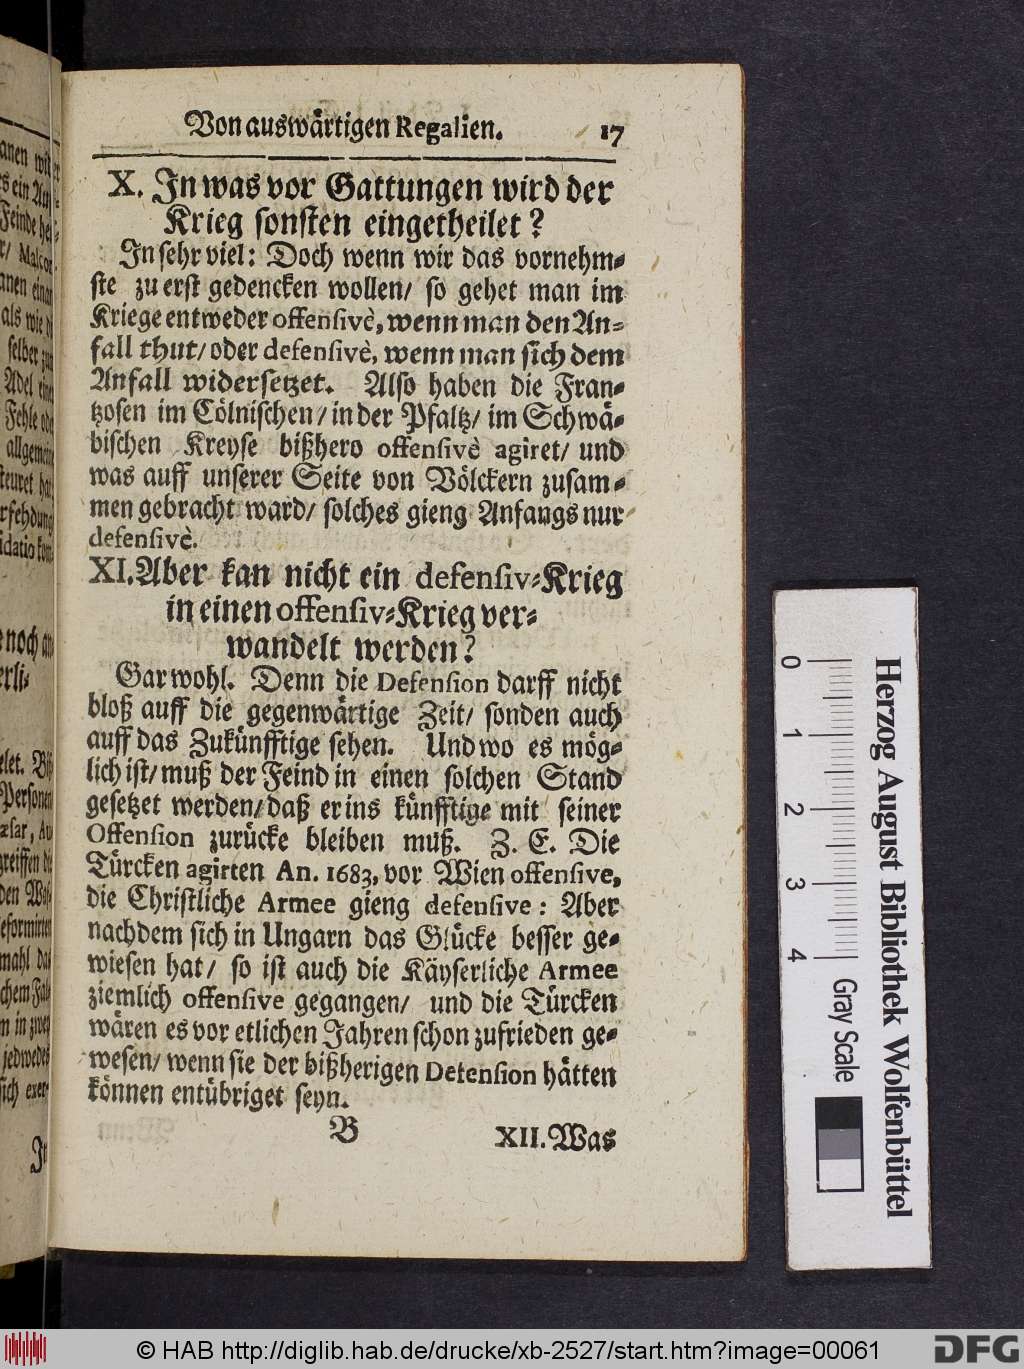 Von auswärtigen Regalien. 17
X. In was vor Gattungen wird der
Krieg sonsten eingetheilet?
In sehr viel: Doch wenn wir das vornehm-
ste zu erst gedencken wollen/ so gehet man im
Kriege entweder offensivè, wenn man den An-
fall thut/ oder defensivè, wenn man sich dem
Anfall widersetzet. Also haben die Fran-
tzosen im Cölnischen/ in der Pfaltz/ im Schwä-
bischen Kreyse bißhero offensivè agiret/ und
was auff unserer Seite von Völckern zusam-
men gebracht ward/ solches gieng Anfangs nur
defensivè.
XI. Aber kan nicht ein defensiv-Krieg
in einen offensiv-Krieg ver-
wandelt werden?
Gar wohl. Denn die Defension darff nicht
bloß auff die gegenwärtige Zeit/ sonden auch
auff das Zukünfftige sehen. Und wo es mög-
lich ist/ muß der Feind in einen solchen Stand
gesetzet werden/ daß er ins künfftige mit seiner
Offension zurücke bleiben muß. Z. E. Die
Türcken agirten An. 1683, vor Wien offensive,
die Christliche Armee gieng defensive: Aber
nachdem sich in Ungarn das Glücke besser ge-
wiesen hat/ so ist auch die Käyserliche Armee
ziemlich offensive gegangen/ und die Türcken
wären es vor etlichen Jahren schon zufrieden ge-
wesen/ wenn sie der bißherigen Defension hätten
können entübriget seyn.
B XII. Was
Herzog August Bibliothek Wolfenbüttel
0 1 2 3 4 Gray Scale
© HAB http://diglib.hab.de/drucke/xb-2527/start.htm?image=00061
DFG